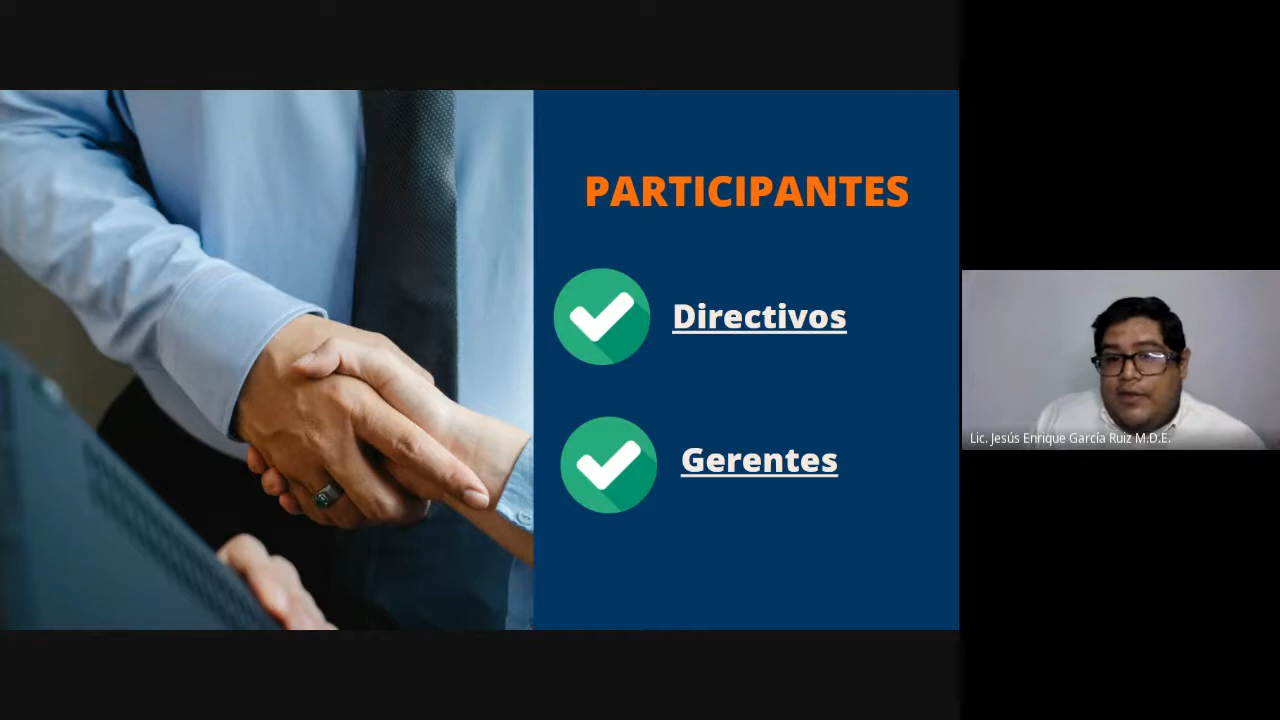 PARTICIPANTES
Directivos
Gerentes
Lic. Jesús Enrique García Ruiz M.D.E.